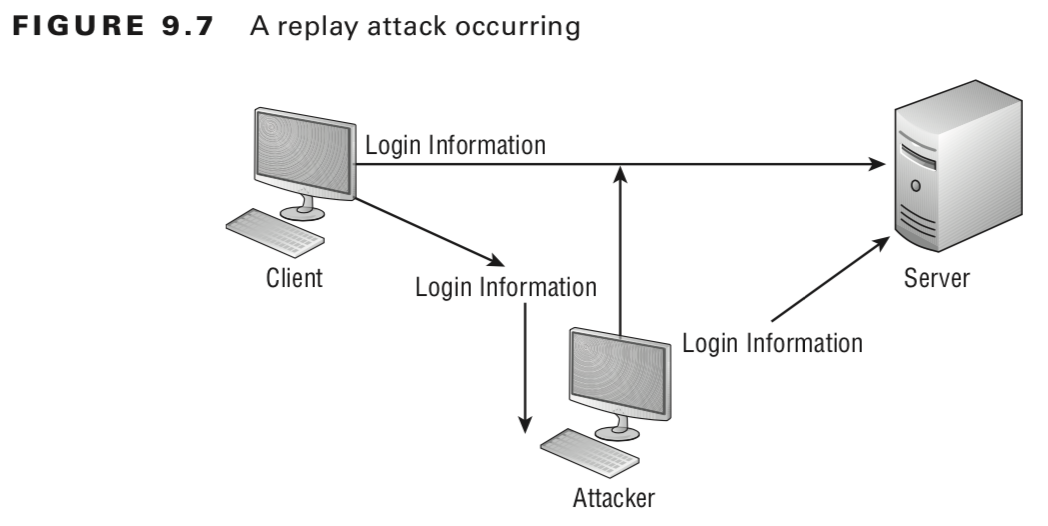 FIGURE 9.7 A replay attack occurring
Login Information
Client
Login Information
Server
Login Information
Attacker